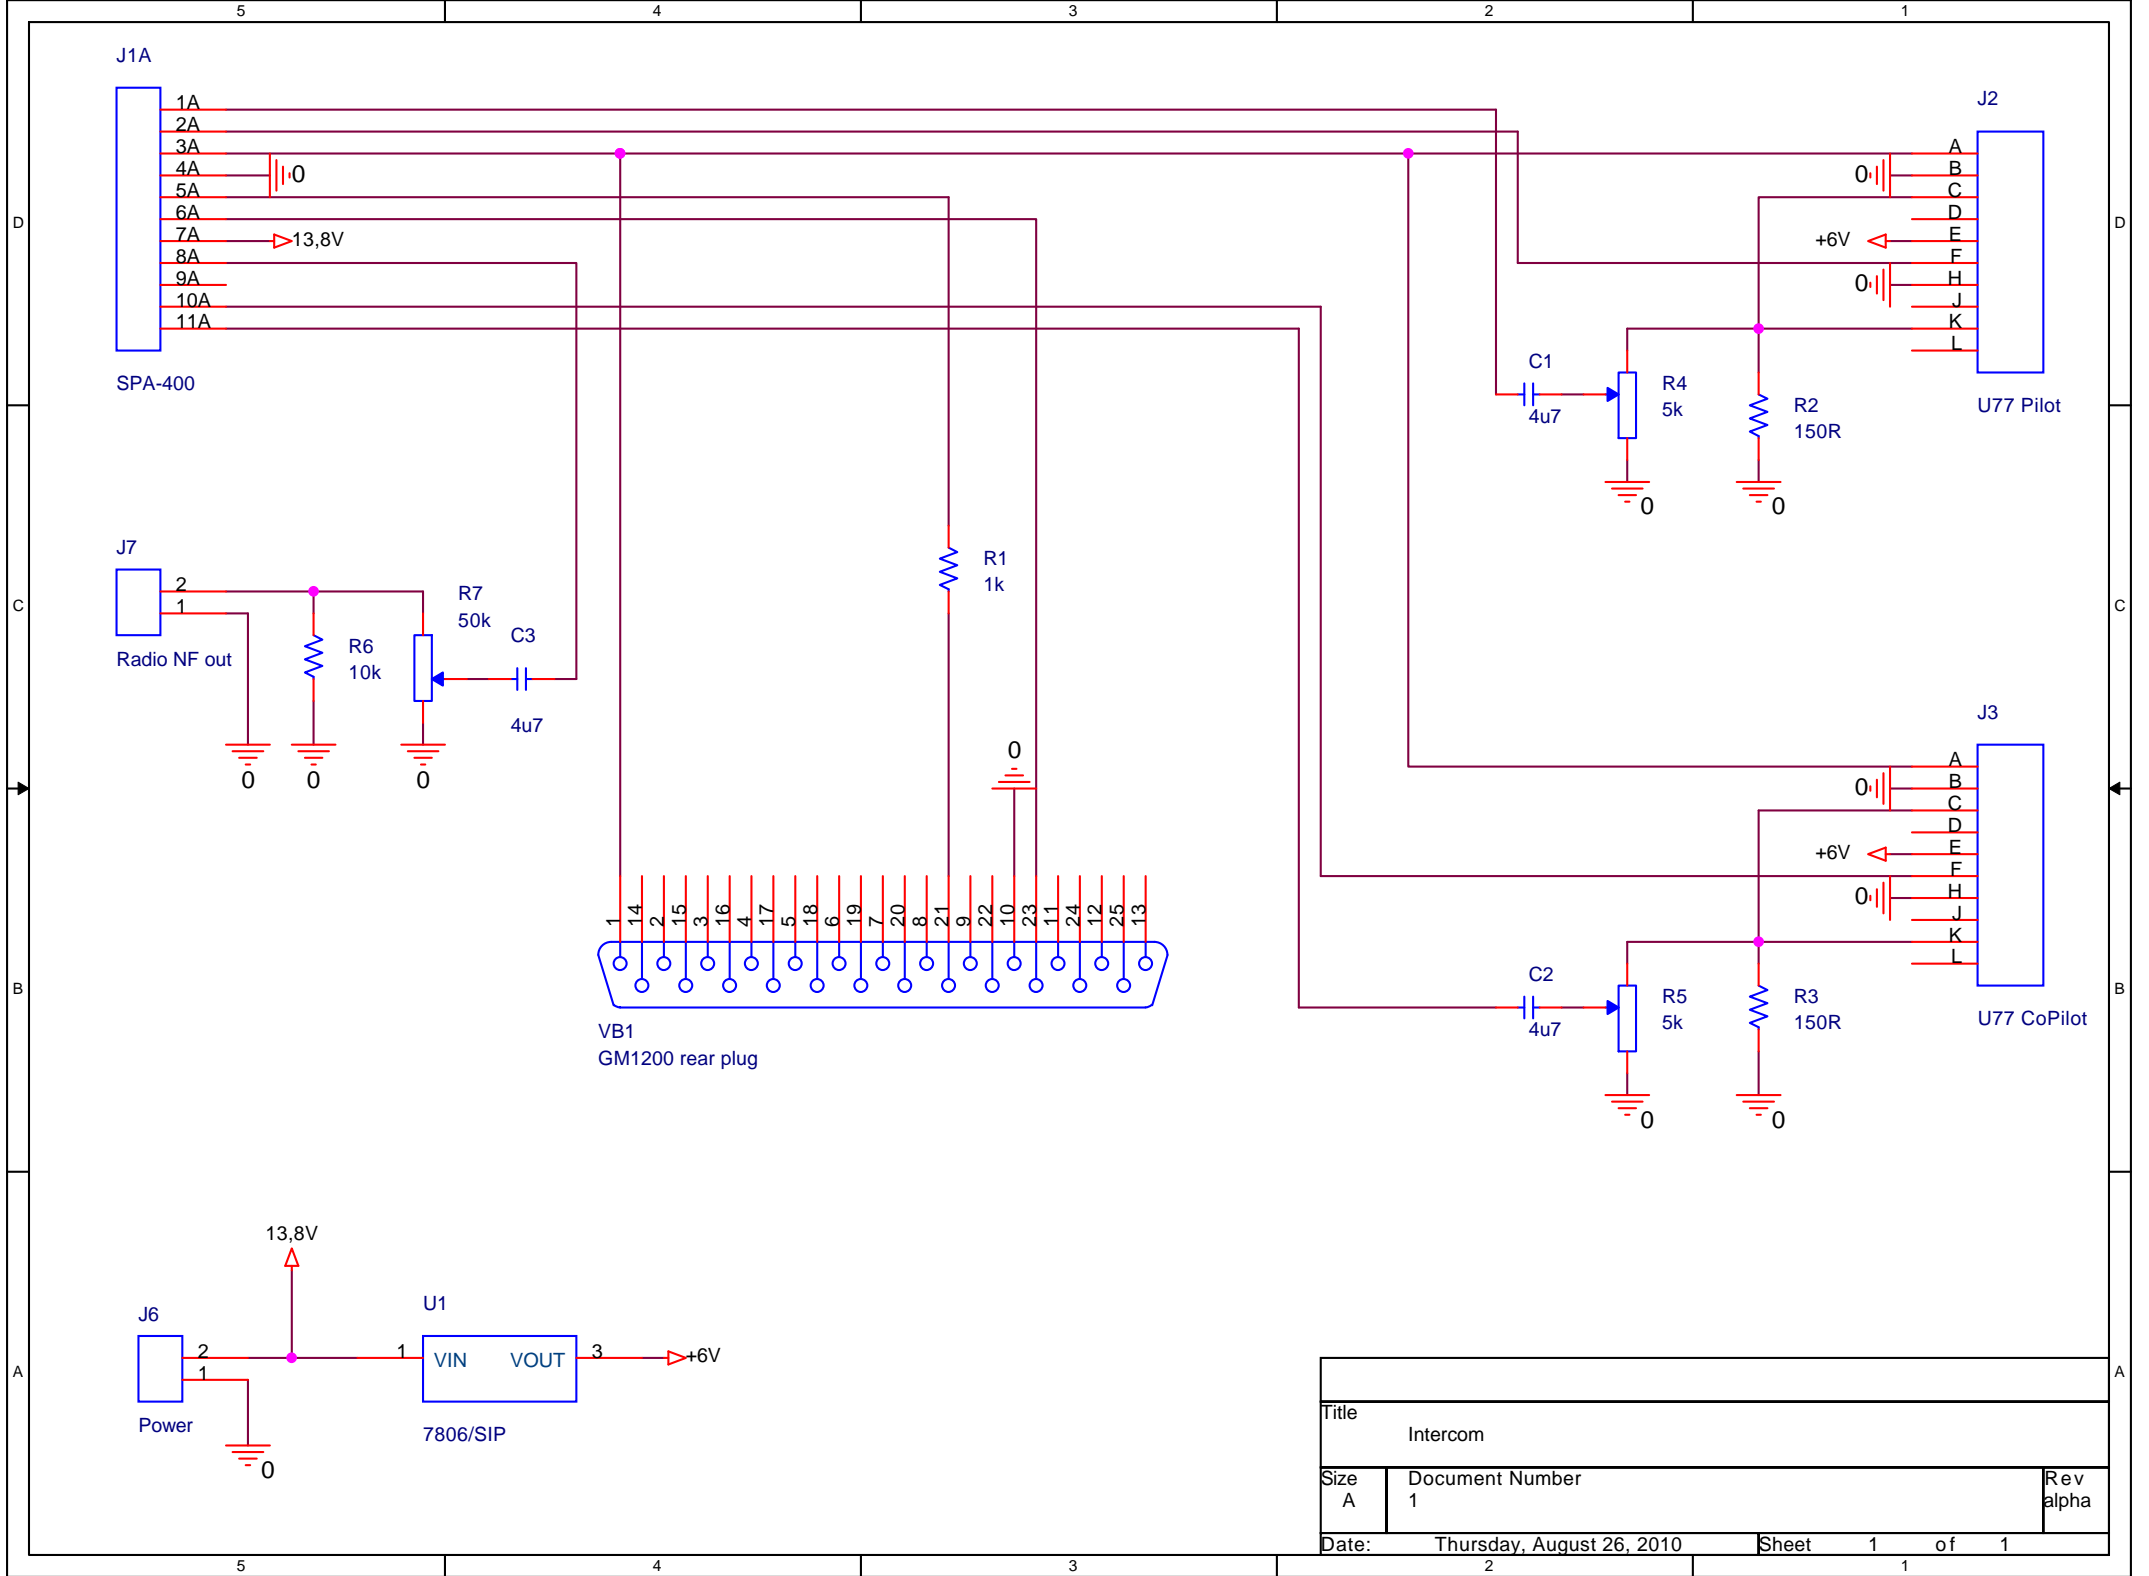 5 4 3 2 1
J1A
1A
2A
3A
4A
0
5A
6A
7A
13,8V
8A
9A
10A
11A
SPA-400
J2
A
0
B
C
D
+6V
E
F
0
H
J
K
L
U77 Pilot
C1
4u7
R4
5k
R2
150R
0
0
D
D
J7
2
1
Radio NF out
R6
10k
R7
50k
C3
4u7
0
0
0
R1
1k
0
C
C
J3
A
0
B
C
D
+6V
E
F
0
H
J
K
L
U77 CoPilot
C2
4u7
R5
5k
R3
150R
0
0
1 14 2 15 3 16 4 17 5 18 6 19 7 20 8 21 9 22 10 23 11 24 12 25 13
VB1
GM1200 rear plug
B
B
13,8V
J6
2
1
Power
0
U1
1
VIN VOUT
3
+6V
7806/SIP
A
A
Title
Intercom
Size
A
Document Number
1
Rev
alpha
Date: Thursday, August 26, 2010 Sheet 1 of 1
5 4 3 2 1